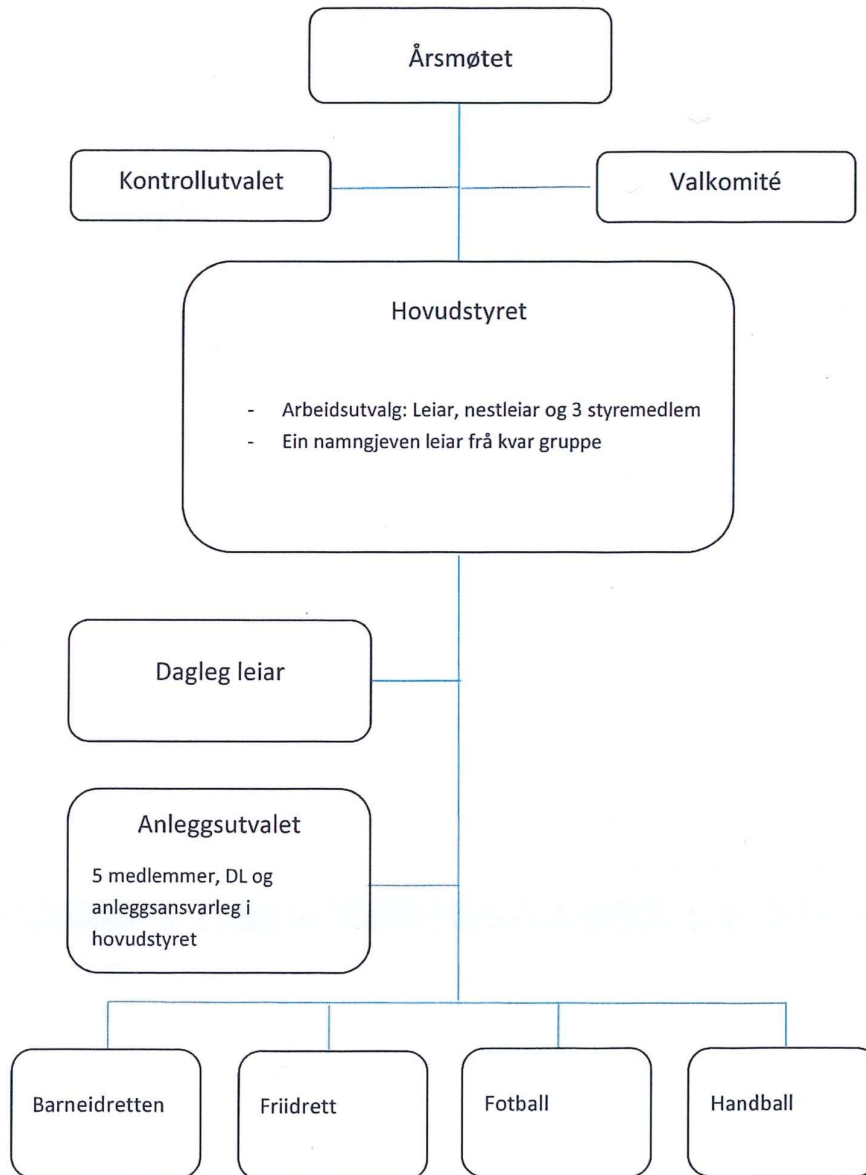 Årsmøtet
Kontrollutvalet
Valkomité
Hovudstyret
- Arbeidsutvalg: Leiar, nestleiar og 3 styremedlem
- Ein namngjeven leiar frå kvar gruppe
Dagleg leiar
Anleggsutvalet
5 medlemmer, DL og
anleggsansvarleg i
hovudstyret
Barneidretten
Friidrett
Fotball
Handball